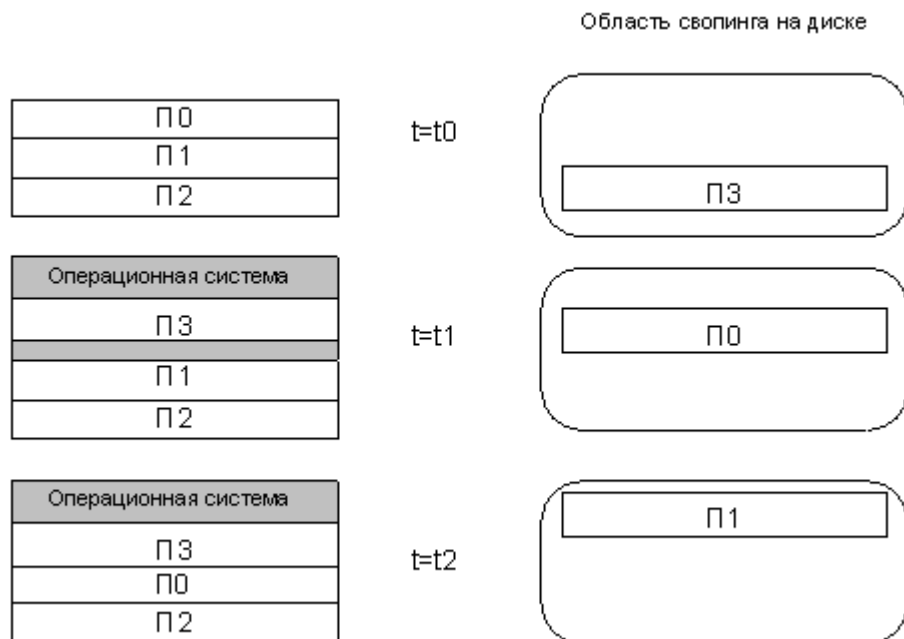 Область свопинга на диске
П0
П1
П2
t=t0
П3
Операционная система
П3
П1
П2
t=t1
П0
Операционная система
П3
П0
П2
t=t2
П1